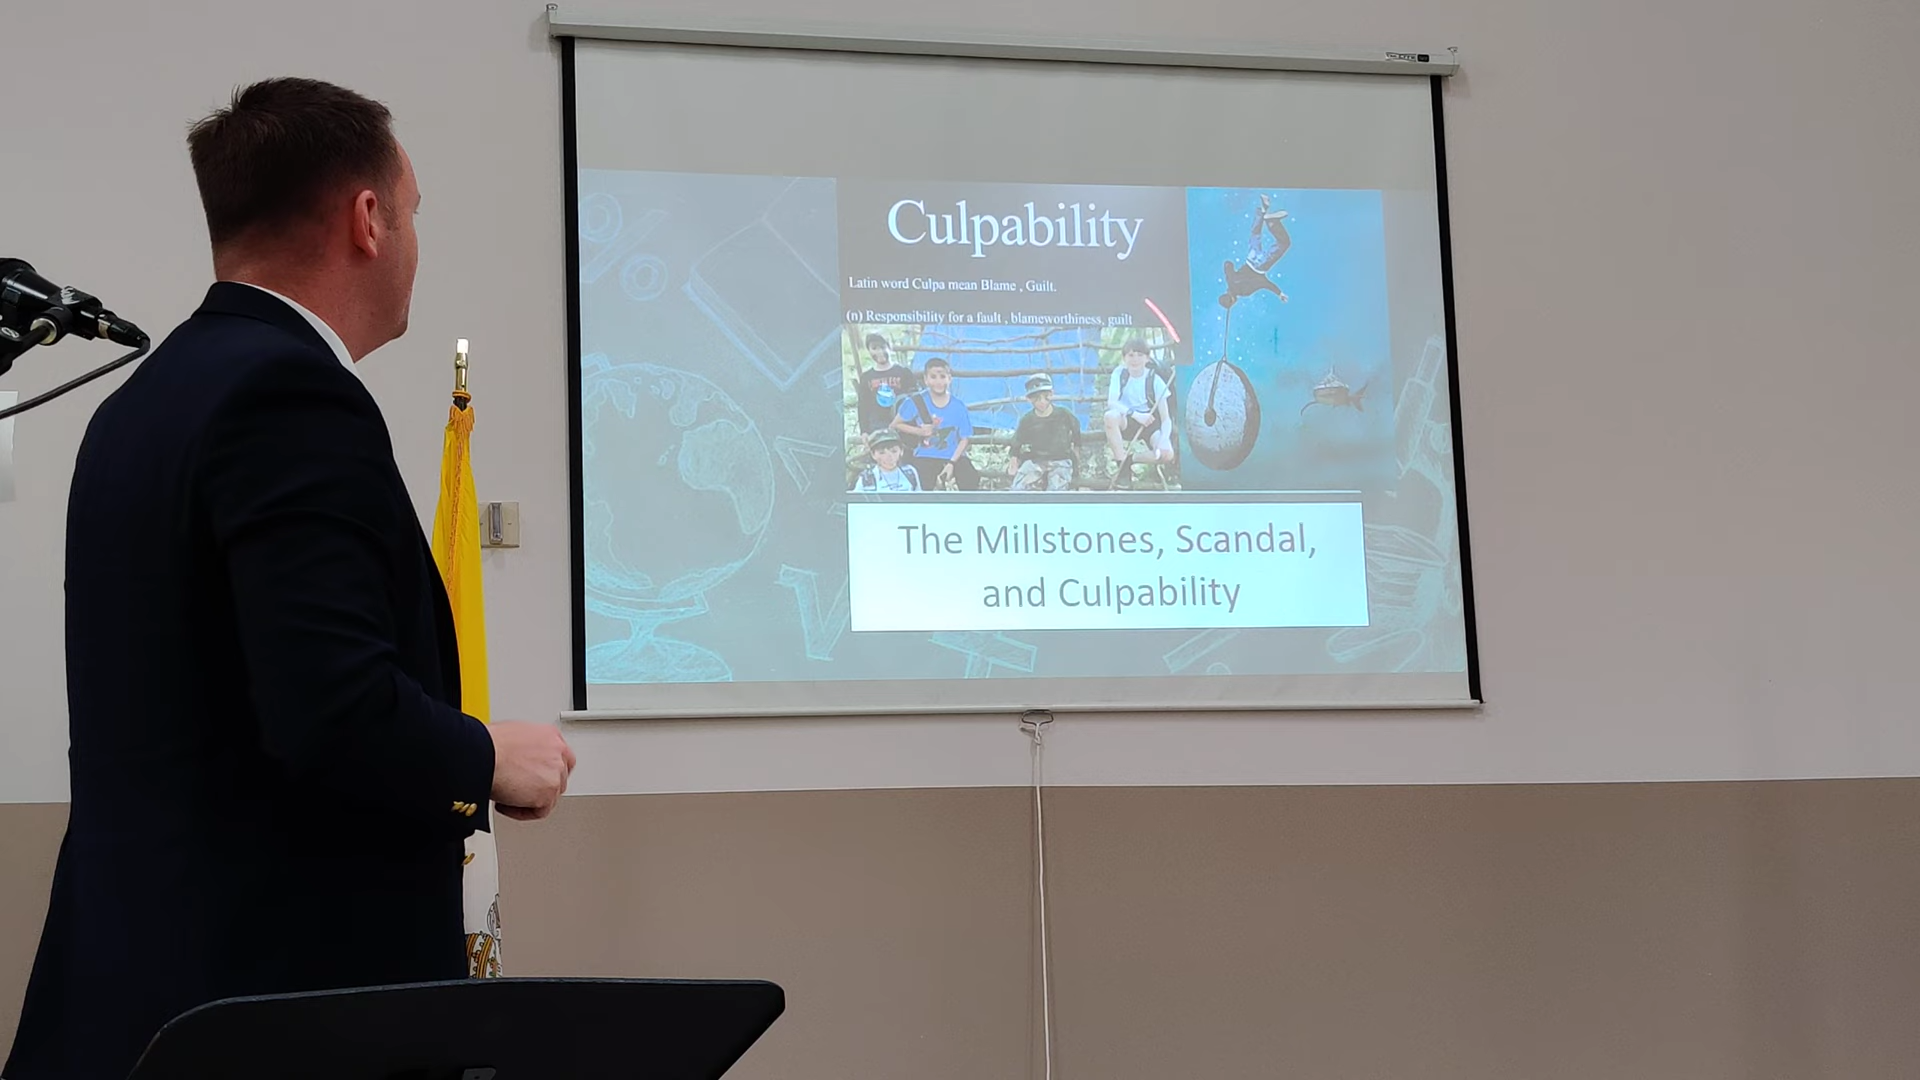 Culpability
Latin word Culpa mean Blame , Guilt.
(n) Responsibility for a fault , blameworthiness, guilt
The Millstones, Scandal,
and Culpability